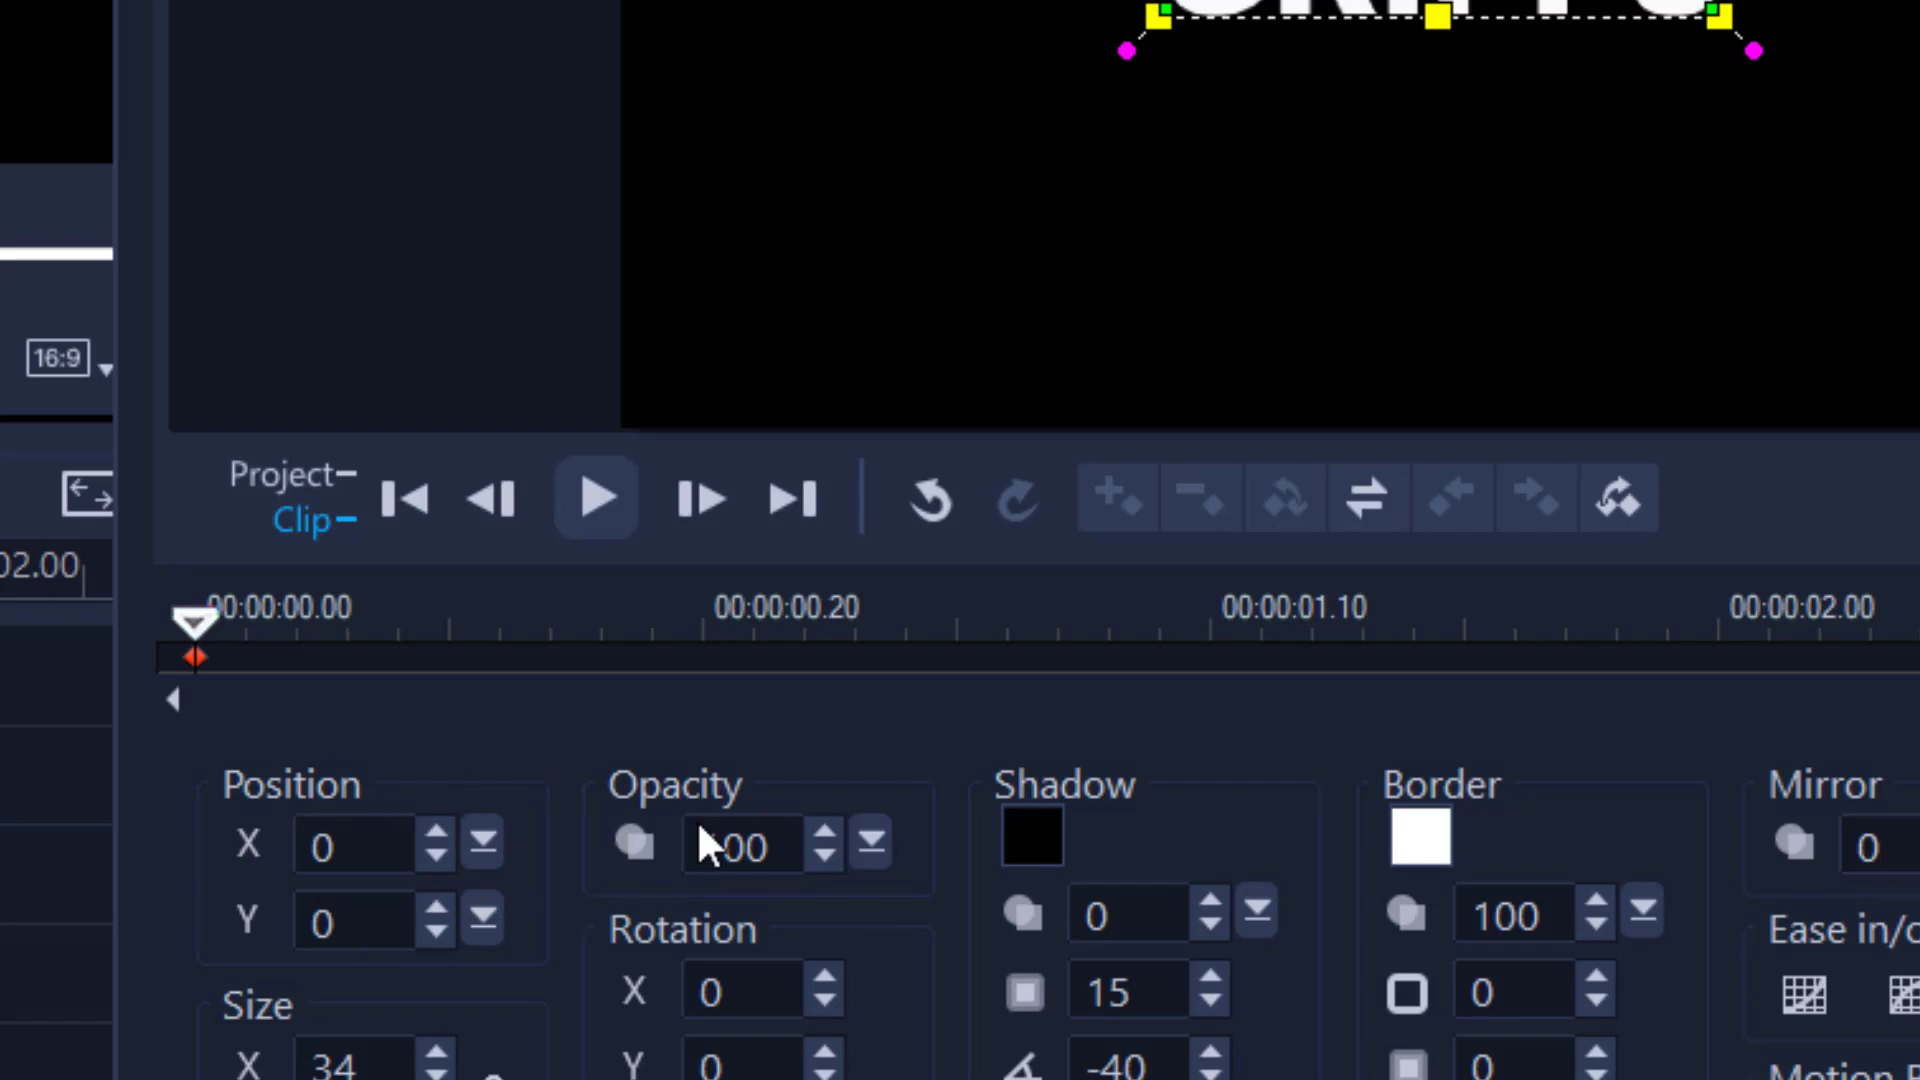 16:9
Project
Clip
02.00
00:00:00.00 00:00:00.20 00:00:01.10 00:00:02.00
Position Opacity Shadow Border Mirror
X 0 00 0
Y 0 0 100
Rotation Ease in/
X 0 15 0
Size
X 34 Y 0 -40 0
Motion